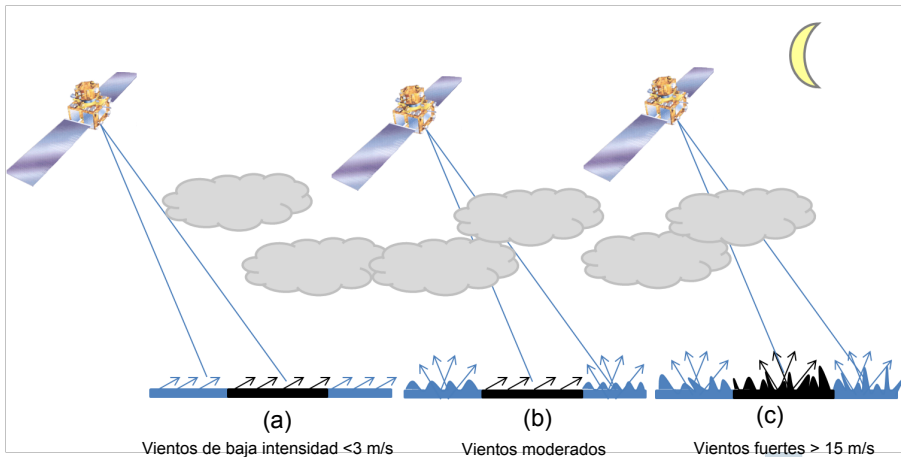 (a)
(b)
(c)
Vientos de baja intensidad <3 m/s
Vientos moderados
Vientos fuertes > 15 m/s